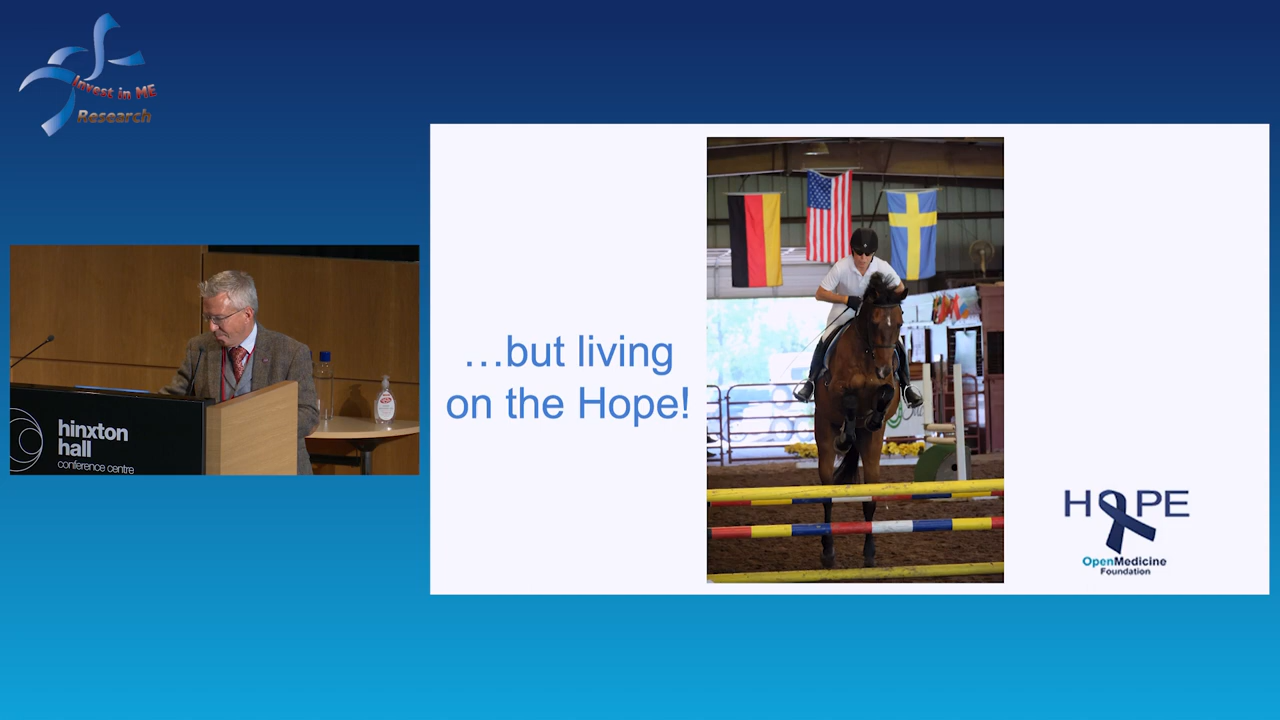 Invest in ME
Research
…but living
on the Hope!
hinxton
hall
conference centre
HOPE
OpenMedicine
Foundation